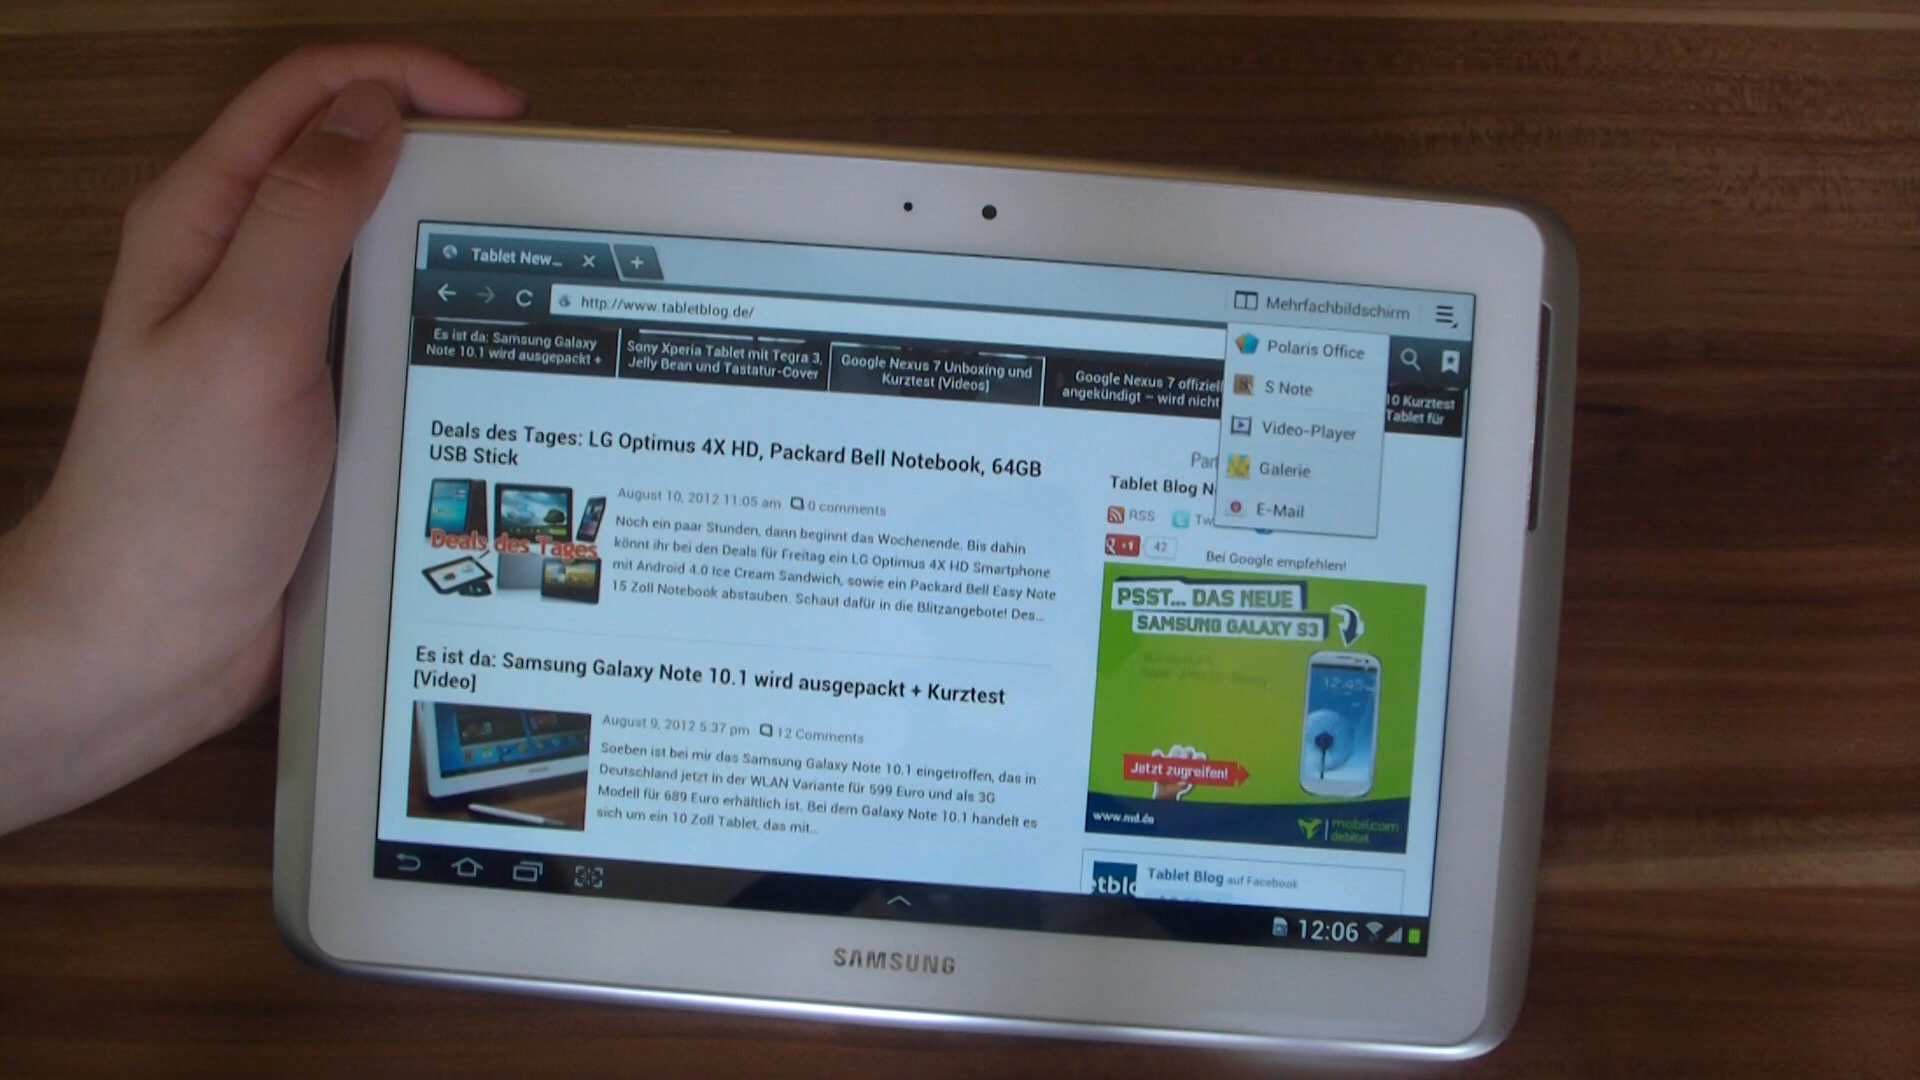 Tablet New...
http://www.tabletblog.de/
Mehrfachbildschirm
Polaris Office
S Note
Video-Player
Galerie
E-Mail
Es ist da: Samsung Galaxy
Note 10.1 wird ausgepackt +
Sony Xperia Tablet mit Tegra 3,
Jelly Bean und Tastatur-Cover
Google Nexus 7 Unboxing und
Kurztest [Videos]
Google Nexus 7 offiziell
angekündigt – wird nicht
10 Kurztest
Tablet für
Deals des Tages: LG Optimus 4X HD, Packard Bell Notebook, 64GB
USB Stick
August 10, 2012 11:05 am 0 comments
Deals des Tages
Noch ein paar Stunden, dann beginnt das Wochenende. Bis dahin
könnt ihr bei den Deals für Freitag ein LG Optimus 4X HD Smartphone
mit Android 4.0 Ice Cream Sandwich, sowie ein Packard Bell Easy Note
15 Zoll Notebook abstauben. Schaut dafür in die Blitzangebote! Des...
Es ist da: Samsung Galaxy Note 10.1 wird ausgepackt + Kurztest
[Video]
August 9, 2012 5:37 pm 12 Comments
Soeben ist bei mir das Samsung Galaxy Note 10.1 eingetroffen, das in
Deutschland jetzt in der WLAN Variante für 599 Euro und als 3G
Modell für 689 Euro erhältlich ist. Bei dem Galaxy Note 10.1 handelt es
sich um ein 10 Zoll Tablet, das mit...
Par
Tablet Blog N
RSS Tw
+1 42 Bei Google empfehlen!
PSST... DAS NEUE
SAMSUNG GALAXY S3
12:45
Jetzt zugreifen!
www.md.de
mobilcom
debitel
etblo
Tablet Blog auf Facebook
12:06
SAMSUNG